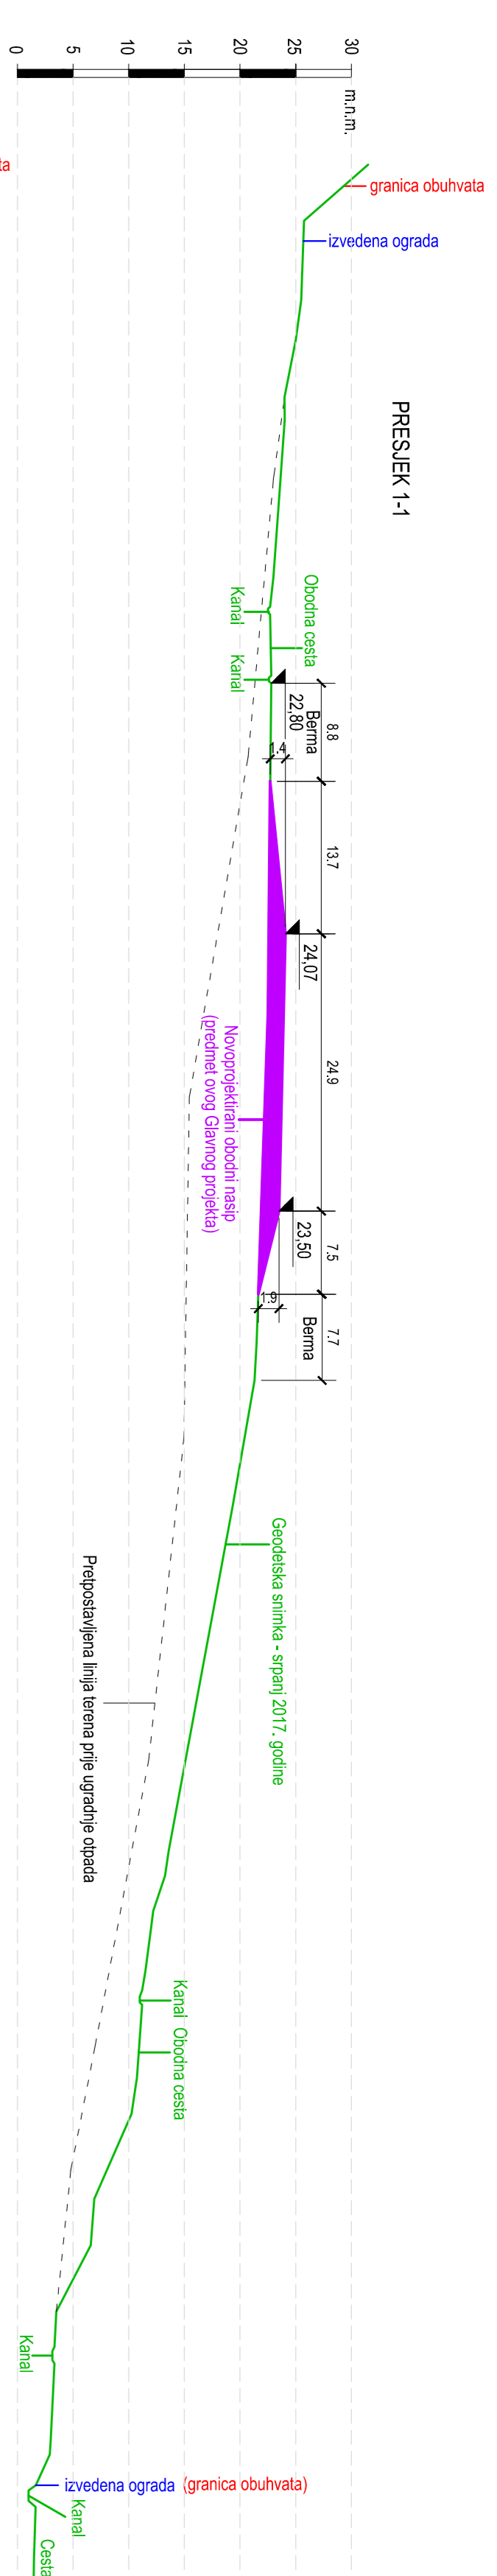 PRESJEK 1-1
m.n.m.
30
25
20
15
10
5
0
ta
granica obuhvata
izvedena ograda
Kanal
Obodna cesta
Kanal
8.8
13.7
24.9
7.5
7.7
Berma
22,80
1.4
24,07
23,50
1.9
Berma
Novoprojektirani obodni nasip
(predmet ovog Glavnog projekta)
Geodetska snimka - srpanj 2017. godine
Pretpostavljena linija terena prije ugradnje otpada
Kanal
Obodna cesta
Kanal
izvedena ograda (granica obuhvata)
Kanal
Cesta